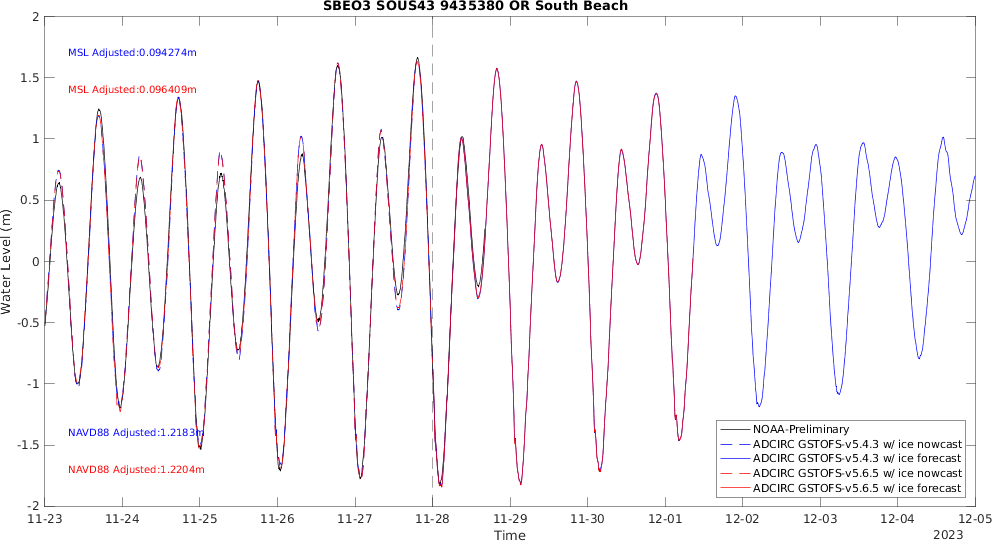 SBEO3 SOUS43 9435380 OR South Beach
Water Level (m)
2
1.5
1
0.5
0
-0.5
-1
-1.5
-2
MSL Adjusted:0.094274m
MSL Adjusted:0.096409m
NAVD88 Adjusted:1.2183m
NAVD88 Adjusted:1.2204m
NOAA-Preliminary
ADCIRC GSTOFS-v5.4.3 w/ ice nowcast
ADCIRC GSTOFS-v5.4.3 w/ ice forecast
ADCIRC GSTOFS-v5.6.5 w/ ice nowcast
ADCIRC GSTOFS-v5.6.5 w/ ice forecast
11-23 11-24 11-25 11-26 11-27 11-28 11-29 11-30 12-01 12-02 12-03 12-04 12-05
Time
2023